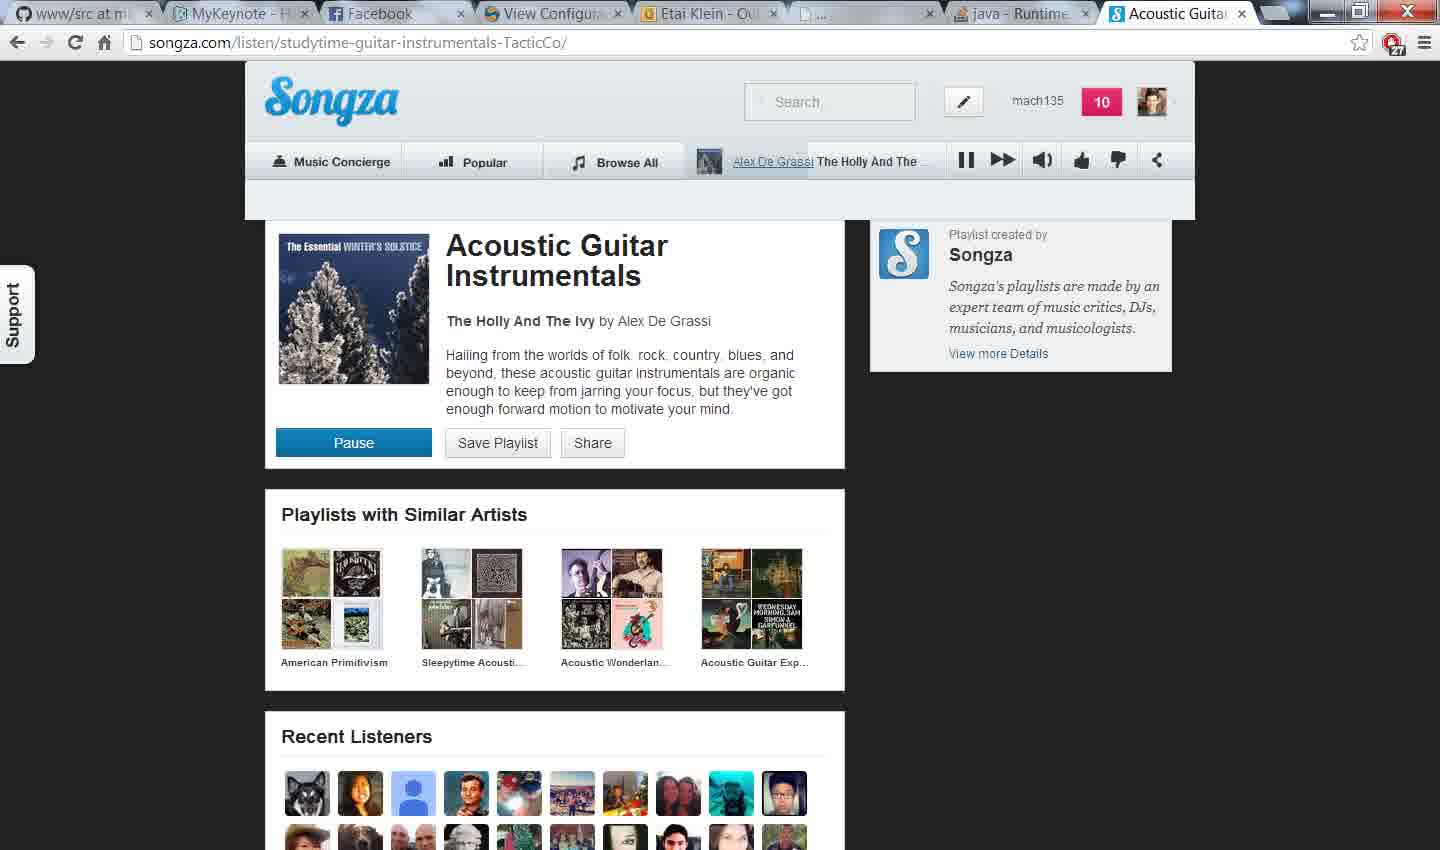 www/src at m
MyKeynote - H
Facebook
View Configura
Etai Klein - Ou
...
java - Runtime
Acoustic Guitar
songza.com/listen/studytime-guitar-instrumentals-TacticCo/
27
Songza
Search
mach135
10
Music Concierge
Popular
Browse All
Alex De Grassi The Holly And The ...
Support
The Essential WINTER'S SOLSTICE
Acoustic Guitar
Instrumentals
The Holly And The Ivy by Alex De Grassi
Hailing from the worlds of folk, rock, country, blues, and
beyond, these acoustic guitar instrumentals are organic
enough to keep from jarring your focus, but they've got
enough forward motion to motivate your mind.
Pause
Save Playlist
Share
S
Playlist created by
Songza
Songza's playlists are made by an
expert team of music critics, DJs,
musicians, and musicologists.
View more Details
Playlists with Similar Artists
WEDNESDAY
MORNING, 3AM
SIMON &
GARFUNKEL
American Primitivism
Sleepytime Acousti...
Acoustic Wonderlan...
Acoustic Guitar Exp...
Recent Listeners